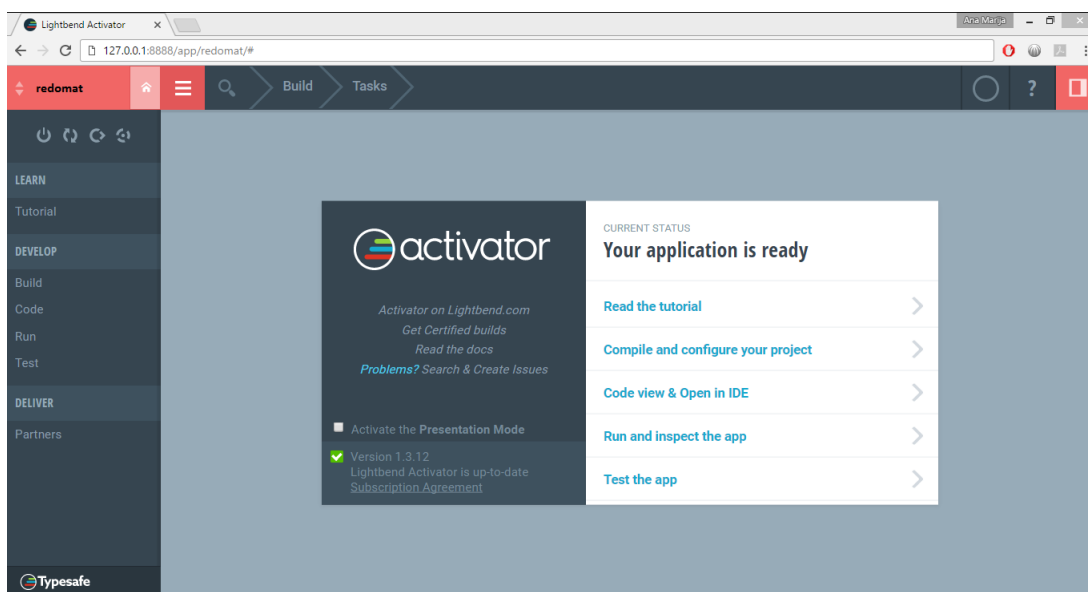 Lightbend Activator
Ana Marija
127.0.0.1:8888/app/redomat/#
redomat
Build
Tasks
?
LEARN
Tutorial
DEVELOP
Build
Code
Run
Test
DELIVER
Partners
Typesafe
activator
Activator on Lightbend.com
Get Certified builds
Read the docs
Problems? Search & Create Issues
Activate the Presentation Mode
Version 1.3.12
Lightbend Activator is up-to-date
Subscription Agreement
CURRENT STATUS
Your application is ready
Read the tutorial
Compile and configure your project
Code view & Open in IDE
Run and inspect the app
Test the app